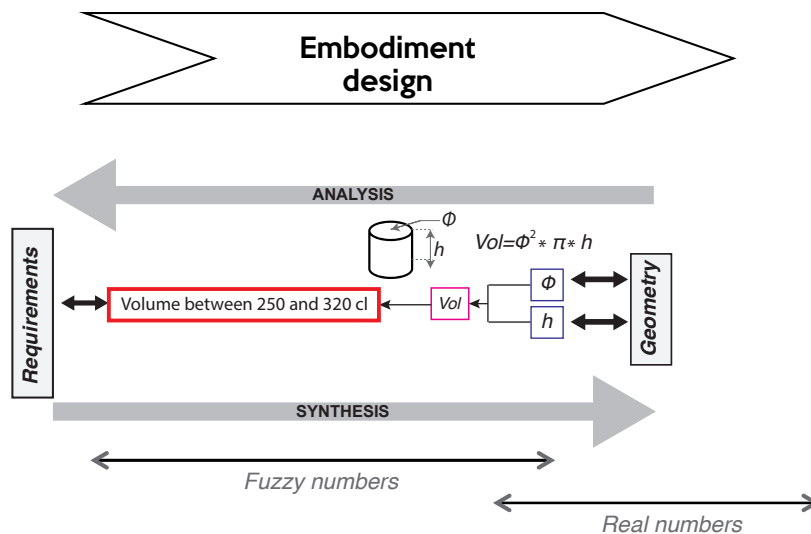 Embodiment
design
ANALYSIS
Φ
h
Vol=Φ² * π * h
Requirements
Volume between 250 and 320 cl
Vol
Φ
h
Geometry
SYNTHESIS
Fuzzy numbers
Real numbers